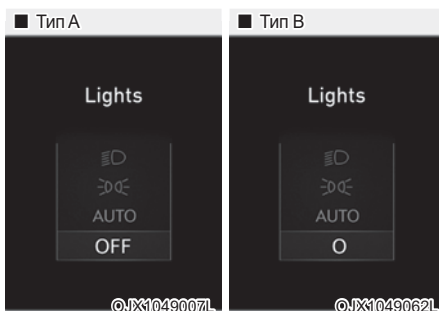 ■ Тип A
Lights
AUTO
OFF
OJX1049007L
■ Тип B
Lights
AUTO
O
OJX1049062L